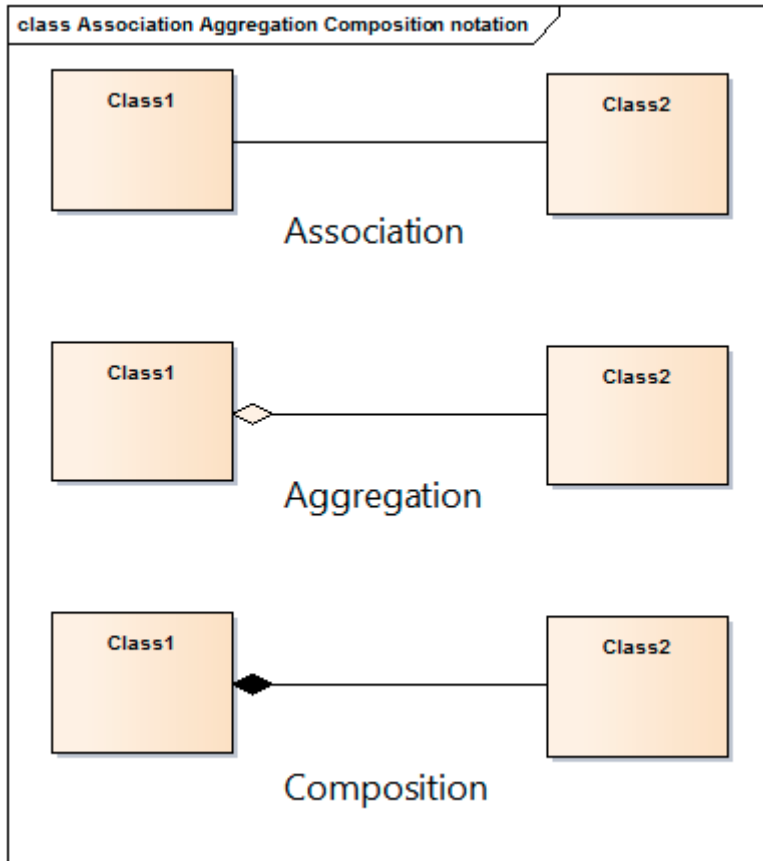 class Association Aggregation Composition notation
Class1
Class2
Association
Class1
Class2
Aggregation
Class1
Class2
Composition